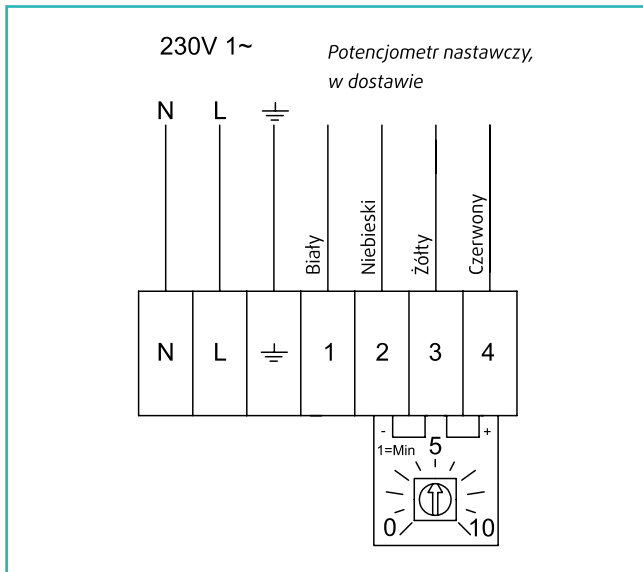 230V 1~
Potencjometr nastawczy,
w dostawie
N L
Biały
Niebieski
Żółty
Czerwony
N L 1 2 3 4
- +
1=Min 5
0 10